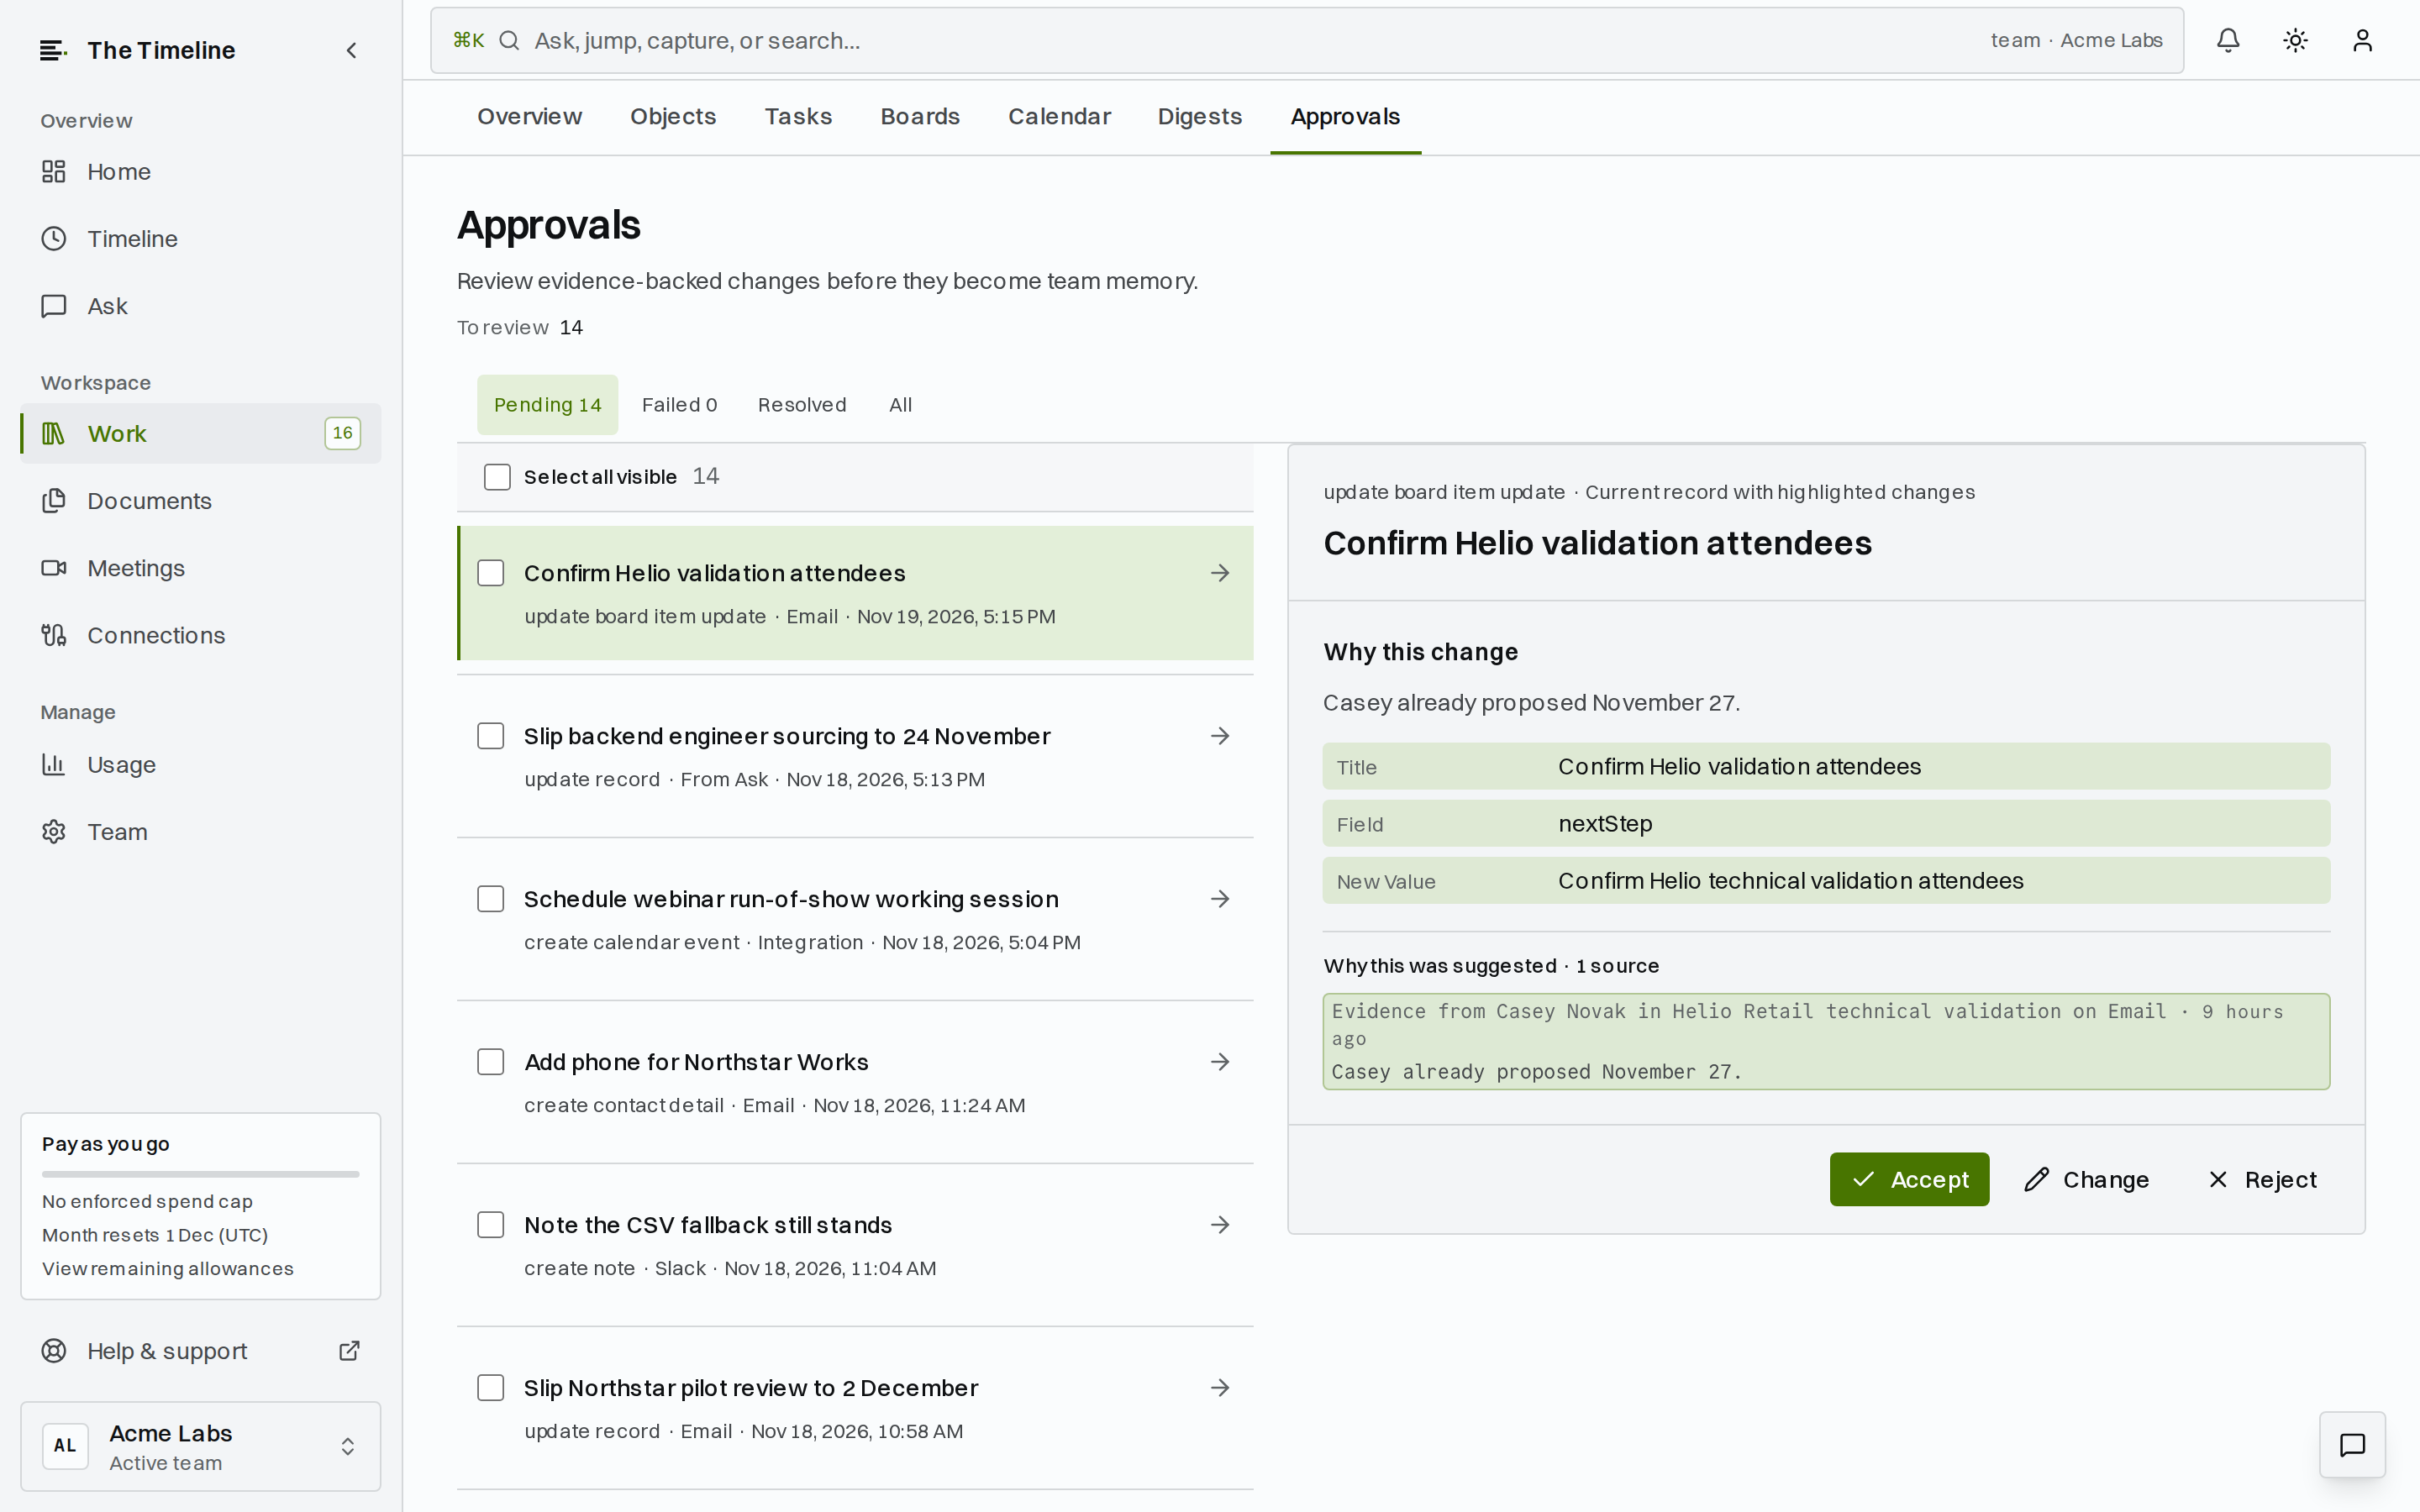 The Timeline
Overview
Home
Timeline
Ask
Workspace
Work 16
Documents
Meetings
Connections
Manage
Usage
Team
Pay as you go
No enforced spend cap
Month resets 1 Dec (UTC)
View remaining allowances
Help & support
AL Acme Labs
Active team
⌘K Ask, jump, capture, or search... team · Acme Labs
Overview Objects Tasks Boards Calendar Digests Approvals
Approvals
Review evidence-backed changes before they become team memory.
To review 14
Pending 14 Failed 0 Resolved All
Select all visible 14
Confirm Helio validation attendees
update board item update · Email · Nov 19, 2026, 5:15 PM
Slip backend engineer sourcing to 24 November
update record · From Ask · Nov 18, 2026, 5:13 PM
Schedule webinar run-of-show working session
create calendar event · Integration · Nov 18, 2026, 5:04 PM
Add phone for Northstar Works
create contact detail · Email · Nov 18, 2026, 11:24 AM
Note the CSV fallback still stands
create note · Slack · Nov 18, 2026, 11:04 AM
Slip Northstar pilot review to 2 December
update record · Email · Nov 18, 2026, 10:58 AM
update board item update · Current record with highlighted changes
Confirm Helio validation attendees
Why this change
Casey already proposed November 27.
Title Confirm Helio validation attendees
Field nextStep
New Value Confirm Helio technical validation attendees
Why this was suggested · 1 source
Evidence from Casey Novak in Helio Retail technical validation on Email · 9 hours
ago
Casey already proposed November 27.
Accept Change Reject